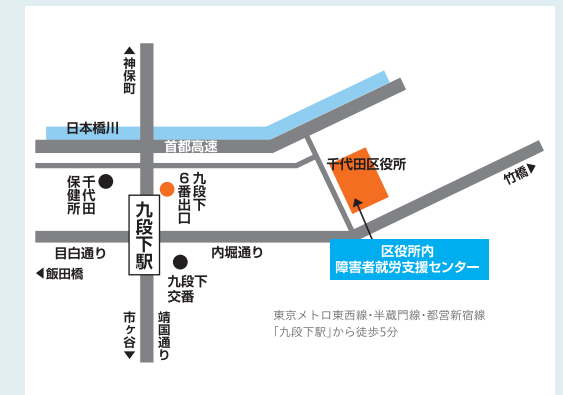 ▲神保町
日本橋川
首都高速
千代田区役所
竹橋▶
千代田
保健所
九段下
6番出口
九段下駅
目白通り
内堀通り
◀飯田橋
九段下
交番
区役所内
障害者就労支援センター
市ヶ谷▼
靖国通り
東京メトロ東西線・半蔵門線・都営新宿線
「九段下駅」から徒歩5分